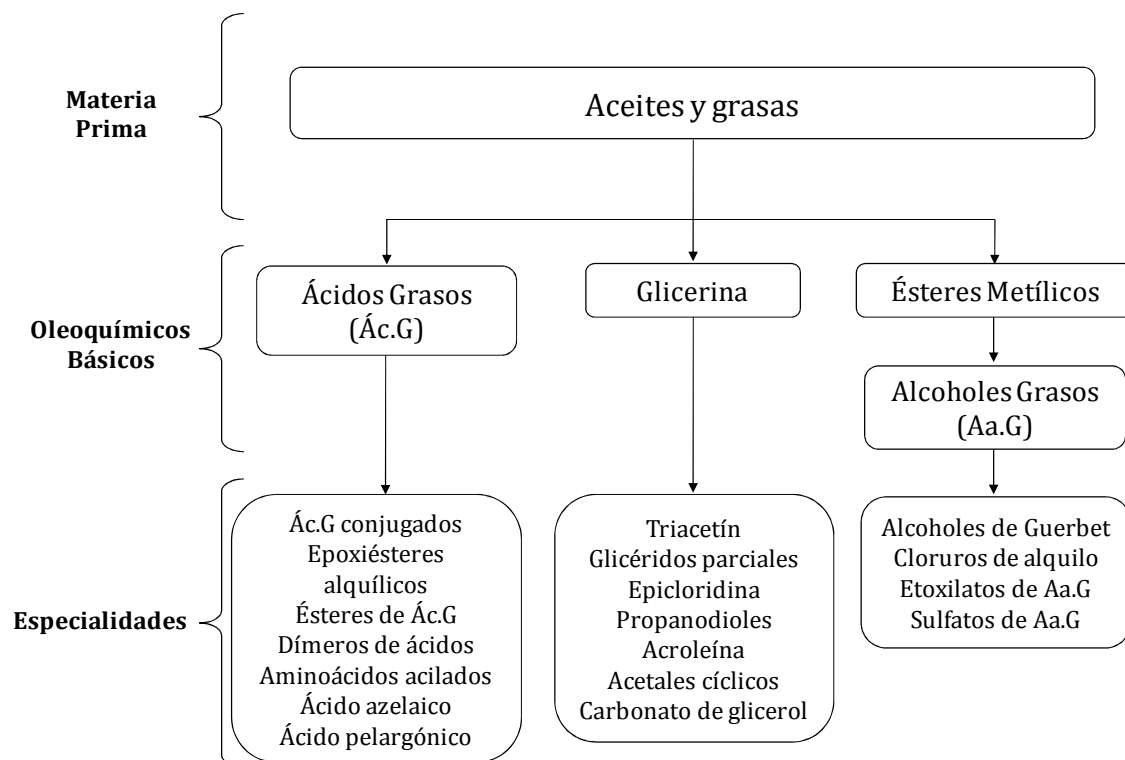 Materia
Prima
Aceites y grasas
Oleoquímicos
Básicos
Ácidos Grasos
(Ác.G)
Glicerina
Ésteres Metílicos
Alcoholes Grasos
(Aa.G)
Especialidades
Ác.G conjugados
Epoxiésteres
alquílicos
Ésteres de Ác.G
Dímeros de ácidos
Aminoácidos acilados
Ácido azelaico
Ácido pelargónico
Triacetín
Glicéridos parciales
Epicloridina
Propanodioles
Acroleína
Acetales cíclicos
Carbonato de glicerol
Alcoholes de Guerbet
Cloruros de alquilo
Etoxilatos de Aa.G
Sulfatos de Aa.G